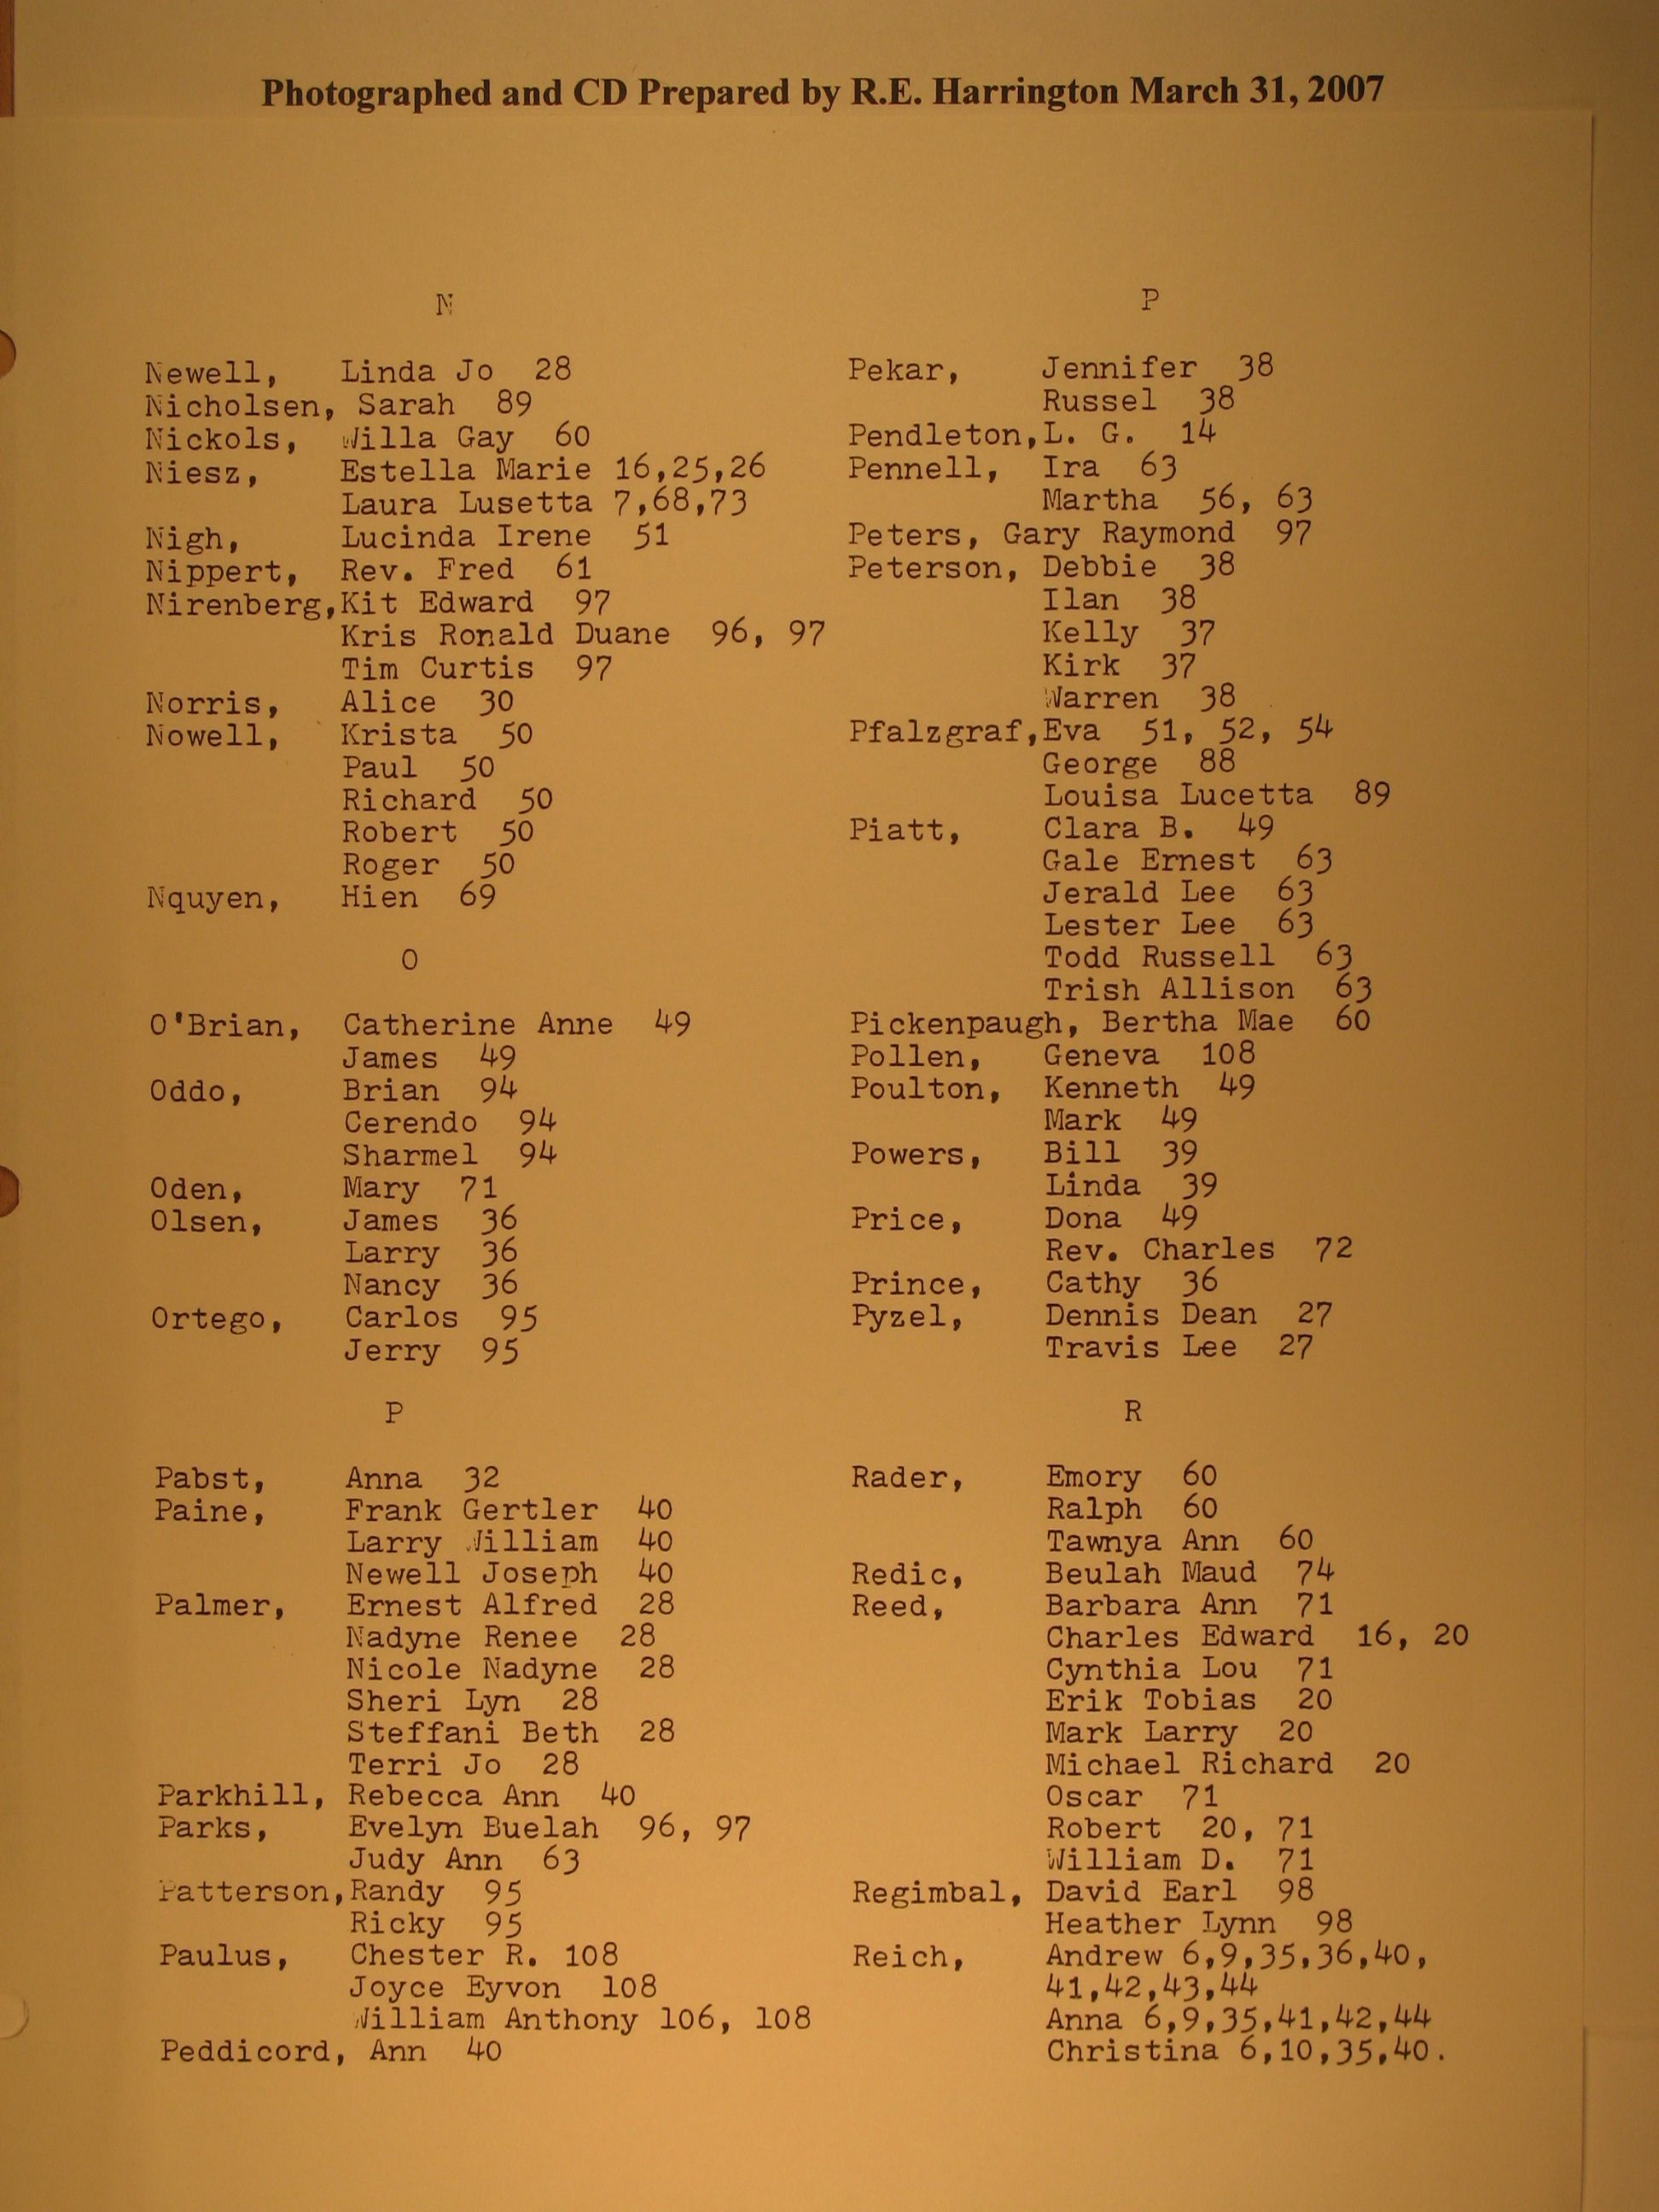 Photographed and CD Prepared by R.E. Harrington March 31, 2007
N
Newell, Linda Jo 28
Nicholsen, Sarah 89
Nickols, Willa Gay 60
Niesz, Estella Marie 16,25,26
Laura Lusetta 7,68,73
Nigh, Lucinda Irene 51
Nippert, Rev. Fred 61
Nirenberg, Kit Edward 97
Kris Ronald Duane 96, 97
Tim Curtis 97
Norris, Alice 30
Nowell, Krista 50
Paul 50
Richard 50
Robert 50
Roger 50
Nquyen, Hien 69
O
O'Brian, Catherine Anne 49
James 49
Oddo, Brian 94
Cerendo 94
Sharmel 94
Oden, Mary 71
Olsen, James 36
Larry 36
Nancy 36
Ortego, Carlos 95
Jerry 95
P
Pabst, Anna 32
Paine, Frank Gertler 40
Larry William 40
Newell Joseph 40
Palmer, Ernest Alfred 28
Nadyne Renee 28
Nicole Nadyne 28
Sheri Lyn 28
Steffani Beth 28
Terri Jo 28
Parkhill, Rebecca Ann 40
Parks, Evelyn Buelah 96, 97
Judy Ann 63
Patterson, Randy 95
Ricky 95
Paulus, Chester R. 108
Joyce Eyvon 108
William Anthony 106, 108
Peddicord, Ann 40
P
Pekar, Jennifer 38
Russel 38
Pendleton, L. G. 14
Pennell, Ira 63
Martha 56, 63
Peters, Gary Raymond 97
Peterson, Debbie 38
Ilan 38
Kelly 37
Kirk 37
Warren 38
Pfalzgraf, Eva 51, 52, 54
George 88
Louisa Lucetta 89
Piatt, Clara B. 49
Gale Ernest 63
Jerald Lee 63
Lester Lee 63
Todd Russell 63
Trish Allison 63
Pickenpaugh, Bertha Mae 60
Pollen, Geneva 108
Poulton, Kenneth 49
Mark 49
Powers, Bill 39
Linda 39
Price, Dona 49
Rev. Charles 72
Prince, Cathy 36
Pyzel, Dennis Dean 27
Travis Lee 27
R
Rader, Emory 60
Ralph 60
Tawnya Ann 60
Redic, Beulah Maud 74
Reed, Barbara Ann 71
Charles Edward 16, 20
Cynthia Lou 71
Erik Tobias 20
Mark Larry 20
Michael Richard 20
Oscar 71
Robert 20, 71
William D. 71
Regimbal, David Earl 98
Heather Lynn 98
Reich, Andrew 6,9,35,36,40,
41,42,43,44
Anna 6,9,35,41,42,44
Christina 6,10,35,40.